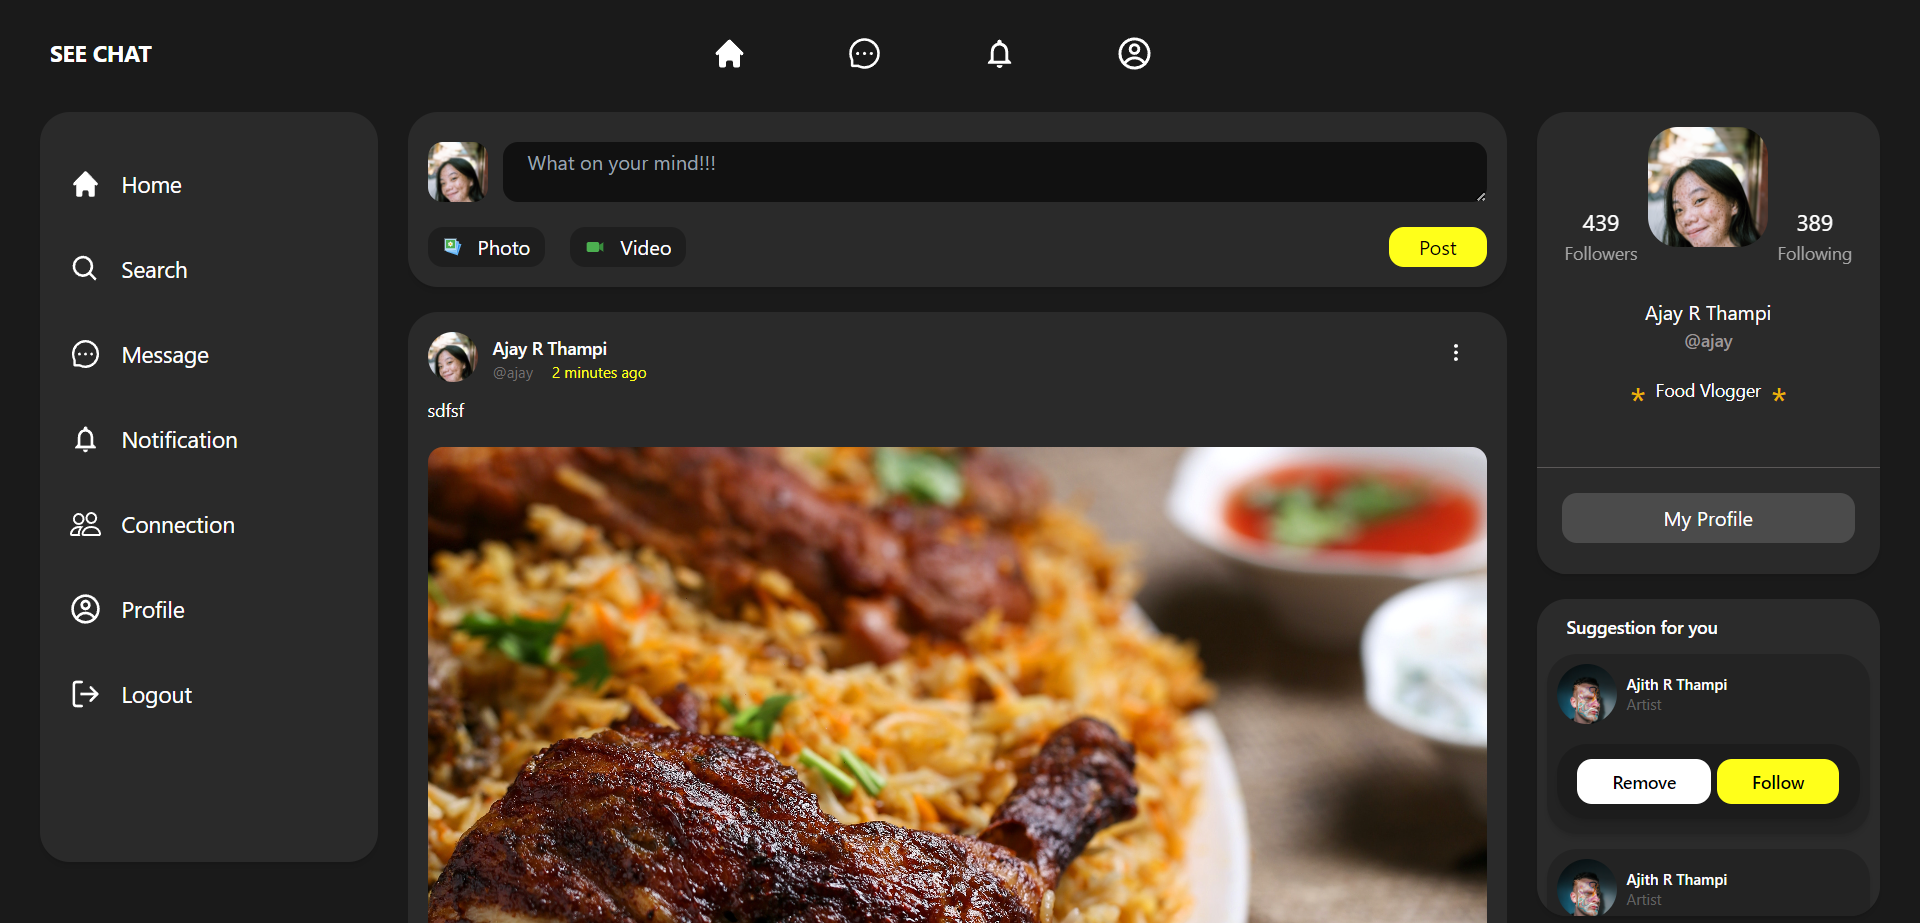 SEE CHAT
Home
Search
Message
Notification
Connection
Profile
Logout
What on your mind!!!
Photo
Video
Post
Ajay R Thampi
@ajay 2 minutes ago
sdfsf
439
Followers
389
Following
Ajay R Thampi
@ajay
* Food Vlogger *
My Profile
Suggestion for you
Ajith R Thampi
Artist
Remove
Follow
Ajith R Thampi
Artist